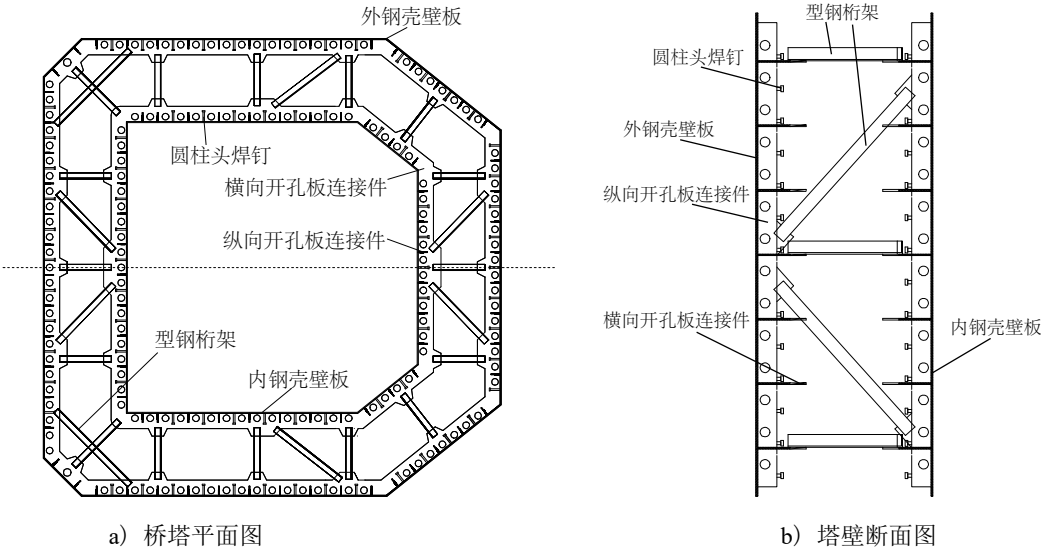 外钢壳壁板
圆柱头焊钉
横向开孔板连接件
纵向开孔板连接件
型钢桁架
内钢壳壁板
a）桥塔平面图
型钢桁架
圆柱头焊钉
外钢壳壁板
纵向开孔板连接件
横向开孔板连接件
内钢壳壁板
b）塔壁断面图